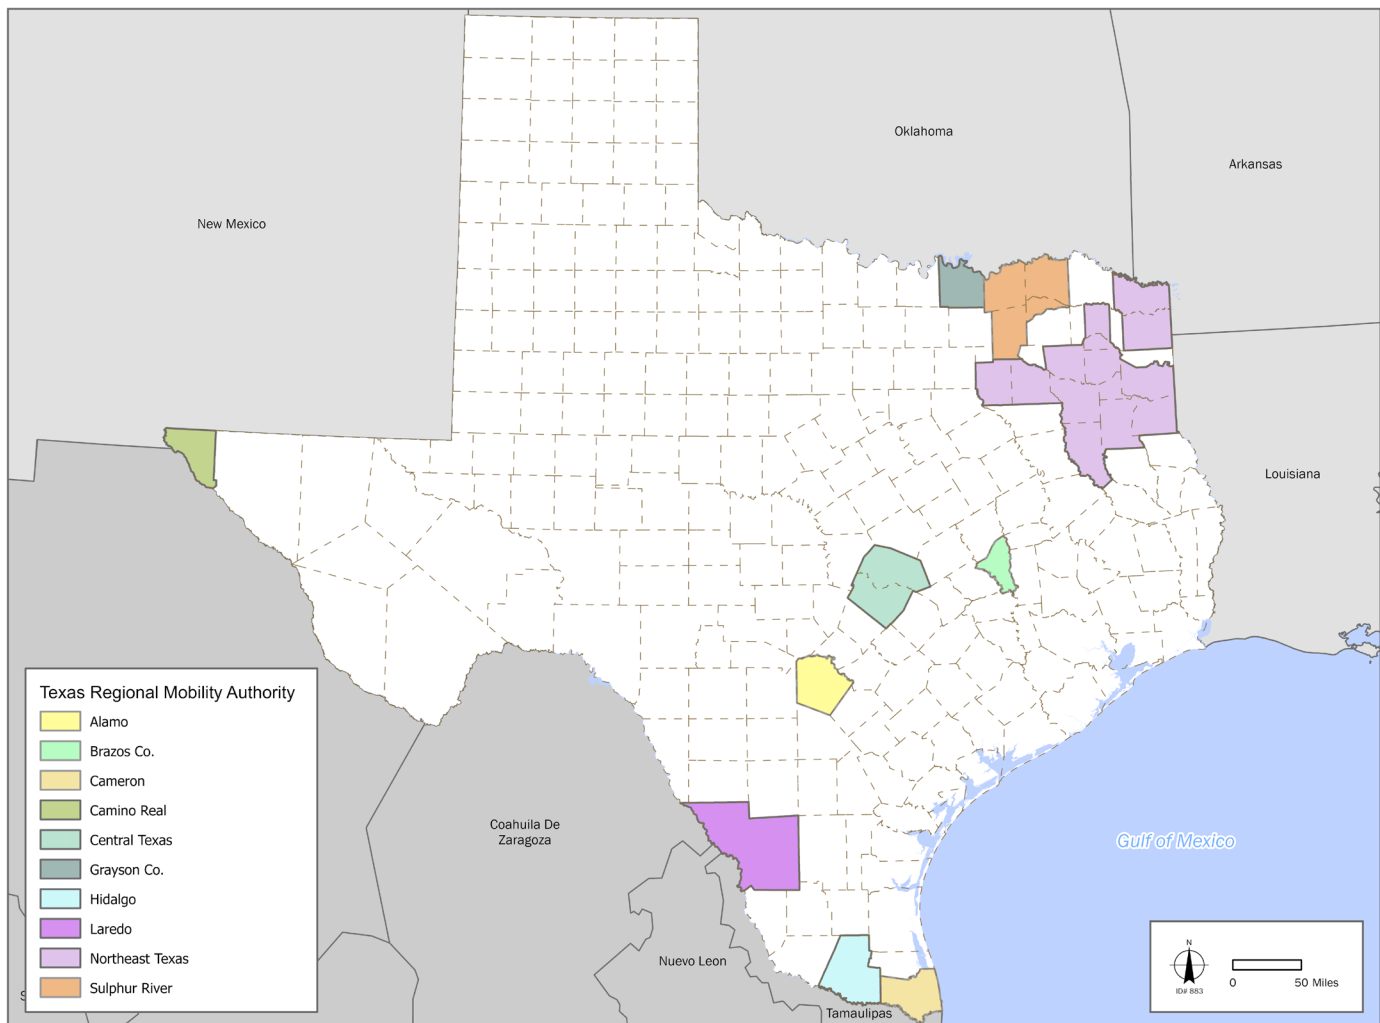 Oklahoma
Arkansas
New Mexico
Louisiana
Texas Regional Mobility Authority
Alamo
Brazos Co.
Cameron
Camino Real
Central Texas
Grayson Co.
Hidalgo
Laredo
Northeast Texas
Sulphur River
Coahuila De
Zaragoza
Gulf of Mexico
Nuevo Leon
Tamaulipas
N
ID# 883
0 50 Miles